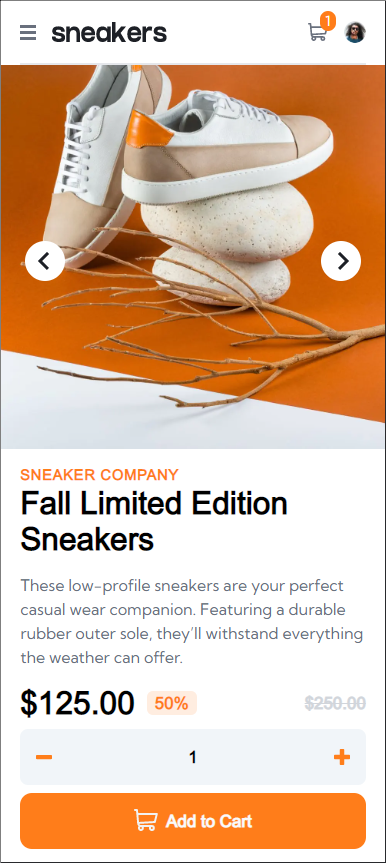 sneakers
1
SNEAKER COMPANY
Fall Limited Edition
Sneakers
These low-profile sneakers are your perfect
casual wear companion. Featuring a durable
rubber outer sole, they’ll withstand everything
the weather can offer.
$125.00 50% $250.00
1
Add to Cart